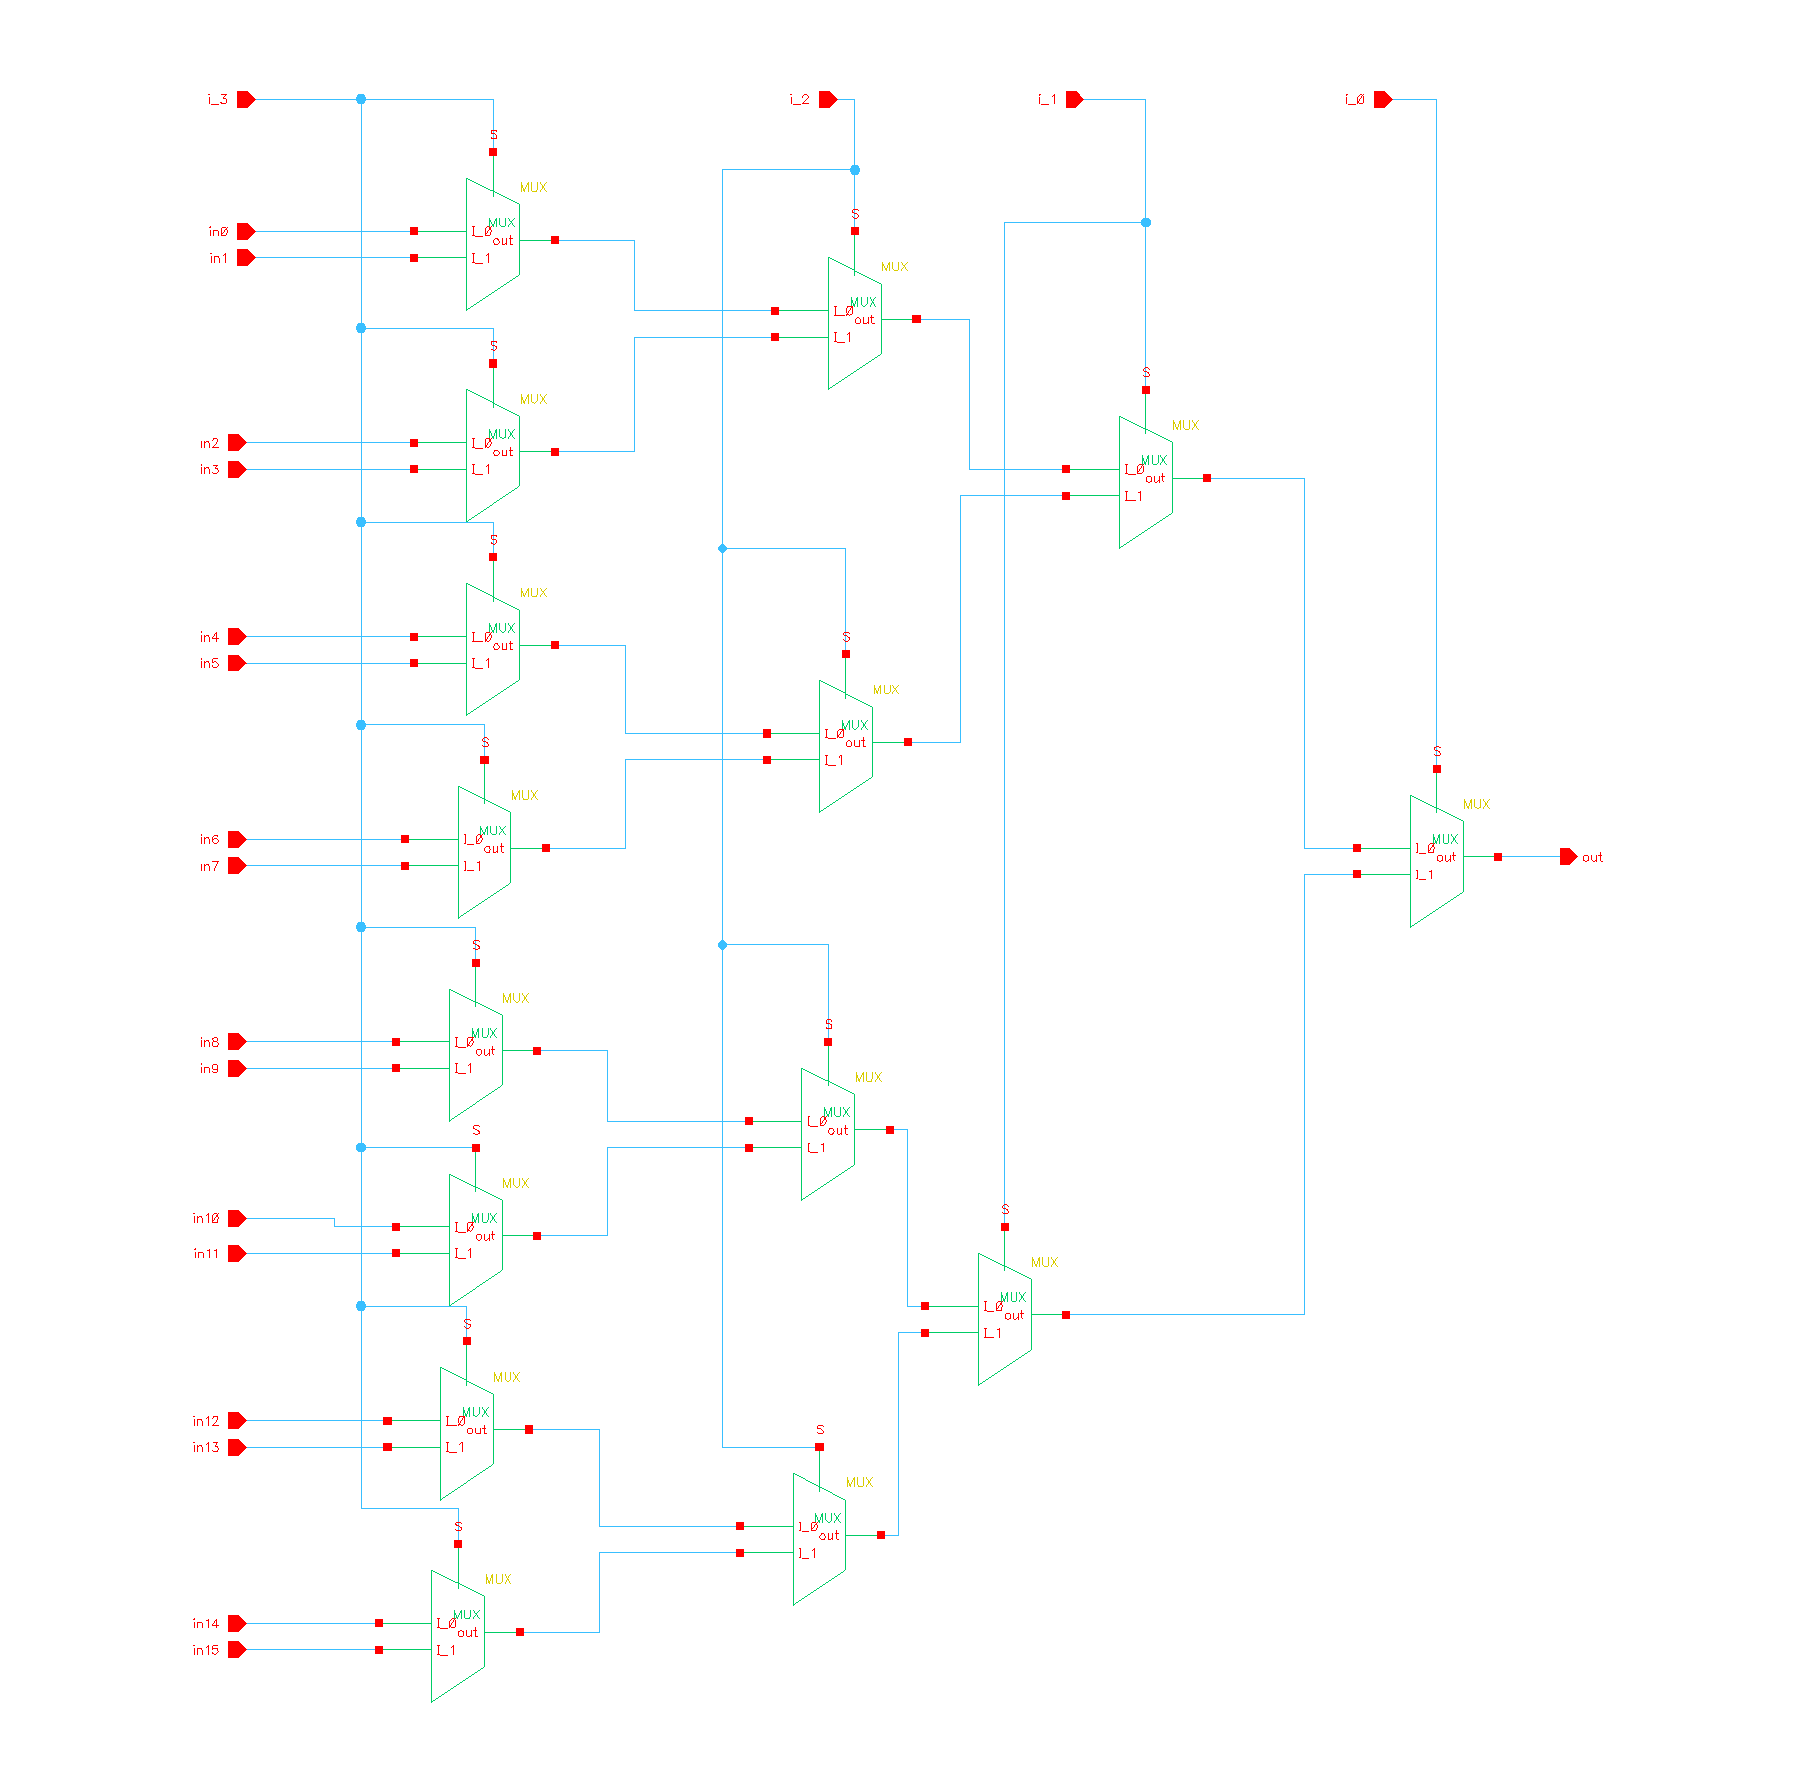 i_3 i_2 i_1 i_0
S
MUX
MUX
in0 I_0 out
in1 I_1
S
MUX
MUX
I_0 out
I_1
S
MUX
MUX
in2 I_0 out
in3 I_1
S
MUX
MUX
I_0 out
I_1
S
MUX
MUX
in4 I_0 out
in5 I_1
S
MUX
MUX
I_0 out
I_1
S
MUX
MUX
in6 I_0 out
in7 I_1
S
MUX
MUX
I_0 out out
I_1
S
MUX
MUX
in8 I_0 out
in9 I_1
S
MUX
MUX
I_0 out
I_1
S
MUX
MUX
in10 I_0 out
in11 I_1
S
MUX
MUX
I_0 out
I_1
S
MUX
MUX
in12 I_0 out
in13 I_1
S
MUX
MUX
I_0 out
I_1
S
MUX
MUX
in14 I_0 out
in15 I_1